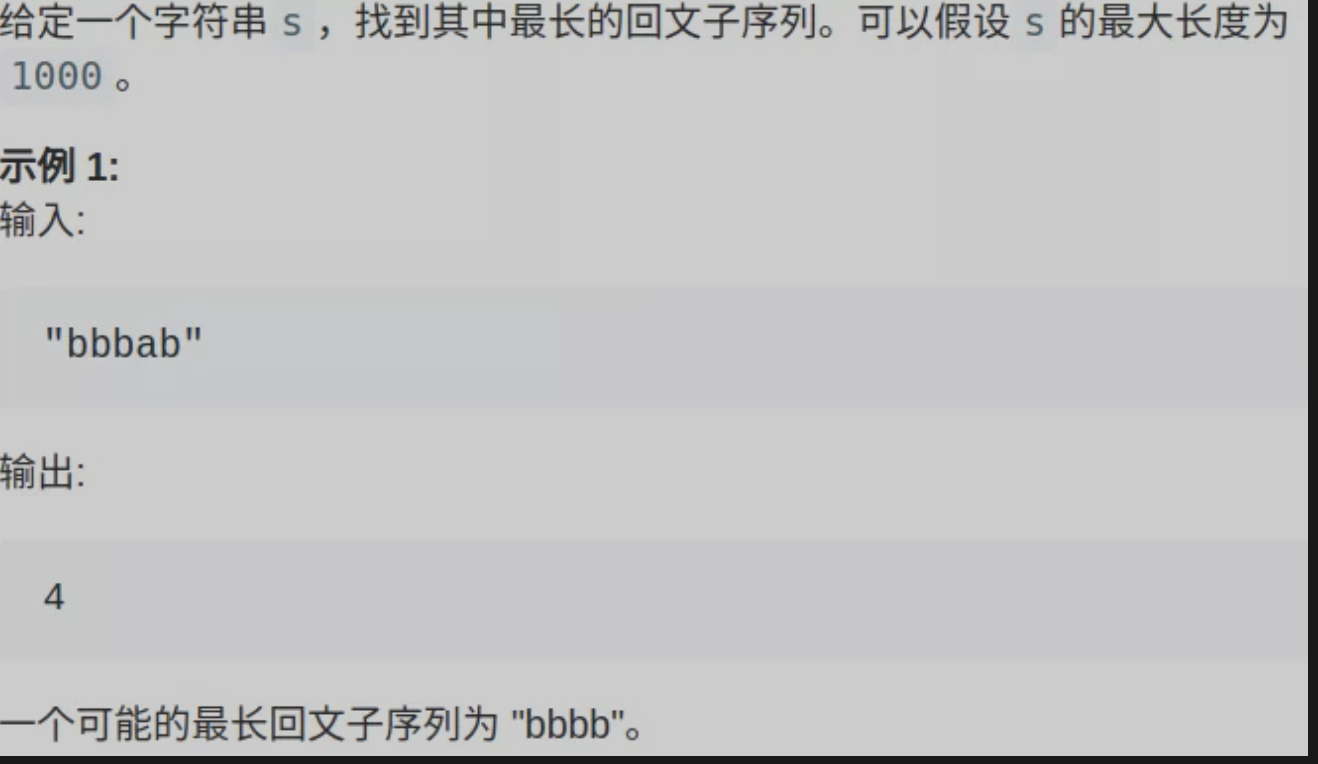 给定一个字符串 s ，找到其中最长的回文子序列。可以假设 s 的最大长度为
1000 。
示例 1:
输入:
"bbbab"
输出:
4
一个可能的最长回文子序列为 "bbbb"。